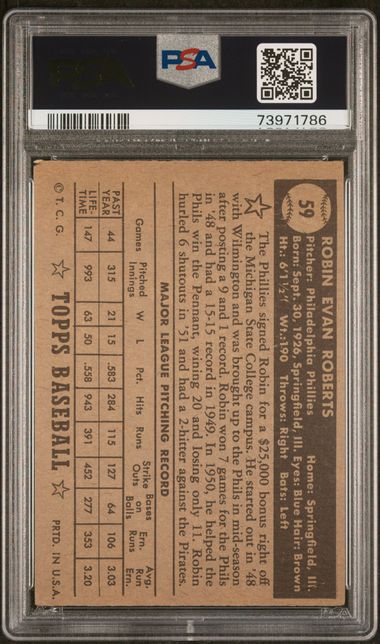 PSA
PSA
73971786
59
ROBIN EVAN ROBERTS
Pitcher: Philadelphia Phillies Home: Springfield, Ill.
Born: Sept. 30, 1926, Springfield, Ill. Eyes: Blue Hair: Brown
Ht.: 6'1½" Wt.: 190 Throws: Right Bats: Left
The Phillies signed Robin for a $25,000 bonus right off
the Michigan State College campus. He started out in '48
with Wilmington and was brought up to the Phils in mid-season
after posting a 9 and 1 record. Robin won 7 games for the Phils
in '48 and had a 15-15 record in 1949. In 1950, he helped the
Phils win the Pennant, wining 20 and losing only 11. Robin
hurled 6 shutouts in '51 and had a 2-hitter against the Pirates.
MAJOR LEAGUE PITCHING RECORD
Games Innings Pitched W L Pct. Hits Runs Strike Outs Bases on Balls Ern. Runs Avg. Ern. Run
PAST YEAR 44 315 21 15 .583 284 115 127 64 106 3.03
LIFE-TIME 147 993 63 50 .558 943 391 452 277 353 3.20
© T. C. G. TOPPS BASEBALL PRTD. IN U.S.A.